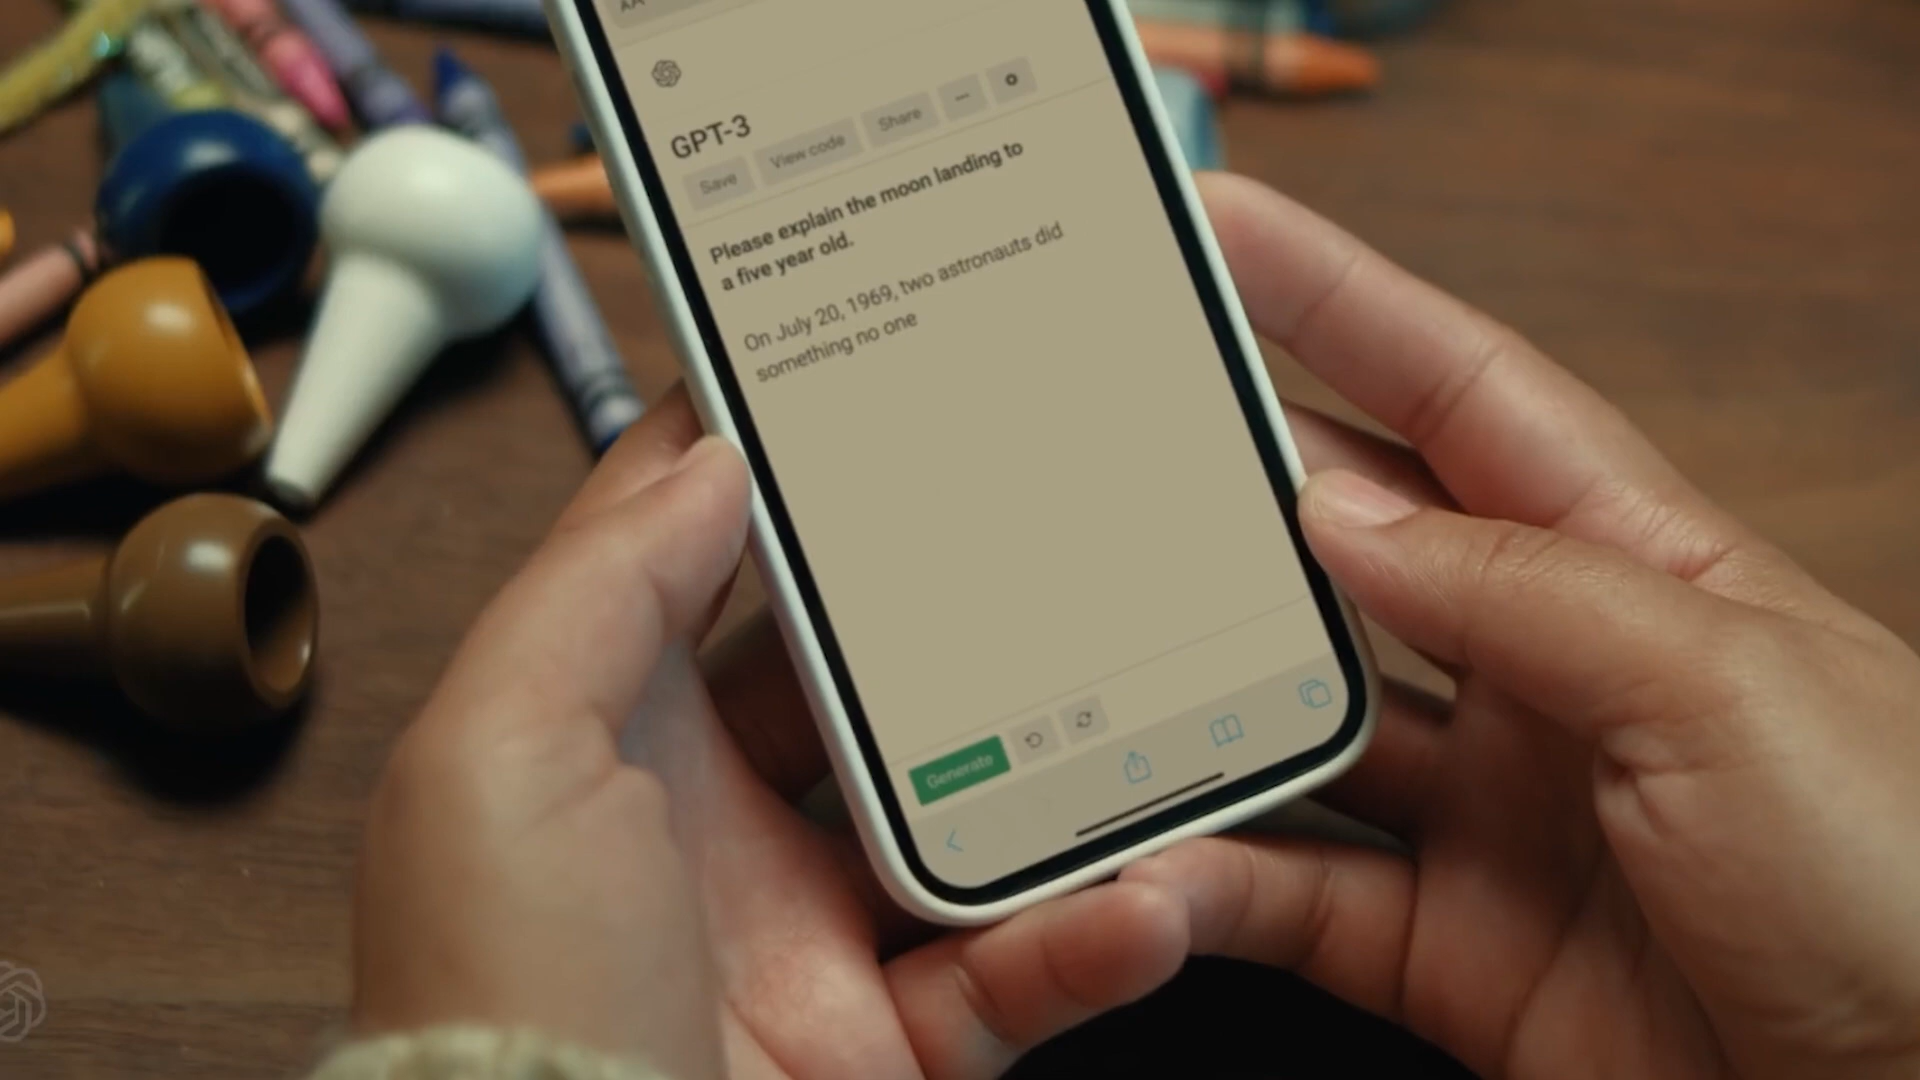 AA
GPT-3
Save
View code
Share
Please explain the moon landing to
a five year old.
On July 20, 1969, two astronauts did
something no one
Generate